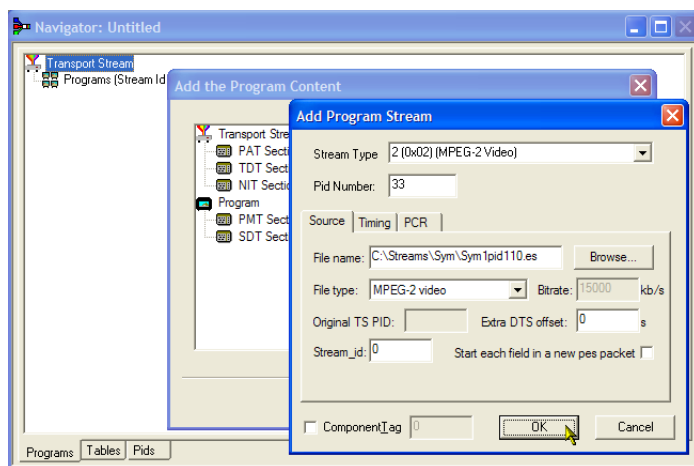 Navigator: Untitled
Transport Stream
Programs (Stream Id
Add the Program Content
Transport Stre
PAT Secti
TDT Sect
NIT Sectio
Program
PMT Sect
SDT Sect
Add Program Stream
Stream Type 2 (0x02) (MPEG-2 Video)
Pid Number: 33
Source Timing PCR
File name: C:\Streams\Sym\Sym1pid110.es Browse...
File type: MPEG-2 video Bitrate: 15000 kb/s
Original TS PID: Extra DTS offset: 0 s
Stream_id: 0 Start each field in a new pes packet
ComponentTag 0 OK Cancel
Programs Tables Pids